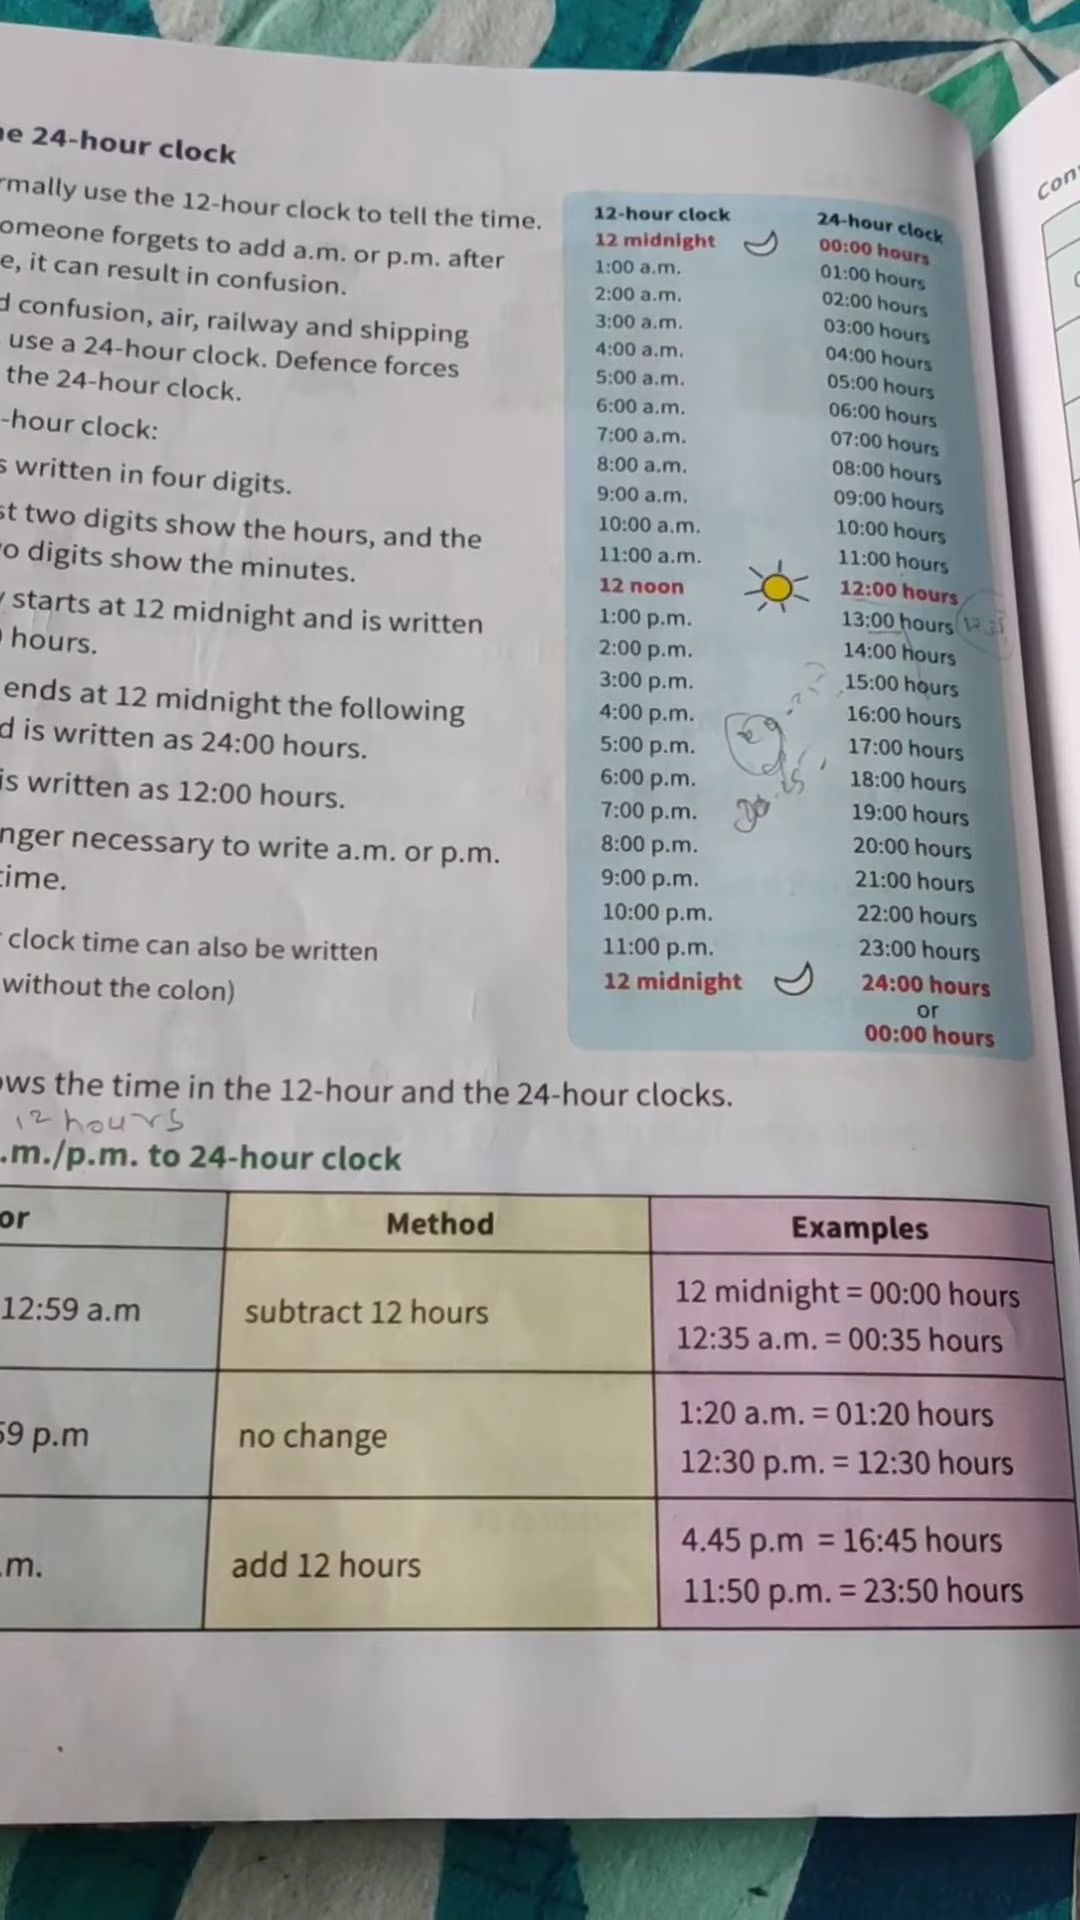 24-hour clock
use the 12-hour clock to tell the time.
forgets to add a.m. or p.m. after
it can result in confusion.
confusion, air, railway and shipping
use a 24-hour clock. Defence forces
the 24-hour clock.
-hour clock:
written in four digits.
two digits show the hours, and the
digits show the minutes.
starts at 12 midnight and is written
hours.
ends at 12 midnight the following
is written as 24:00 hours.
is written as 12:00 hours.
necessary to write a.m. or p.m.
clock time can also be written
without the colon)
12-hour clock 24-hour clock
12 midnight 00:00 hours
1:00 a.m. 01:00 hours
2:00 a.m. 02:00 hours
3:00 a.m. 03:00 hours
4:00 a.m. 04:00 hours
5:00 a.m. 05:00 hours
6:00 a.m. 06:00 hours
7:00 a.m. 07:00 hours
8:00 a.m. 08:00 hours
9:00 a.m. 09:00 hours
10:00 a.m. 10:00 hours
11:00 a.m. 11:00 hours
12 noon 12:00 hours
1:00 p.m. 13:00 hours
2:00 p.m. 14:00 hours
3:00 p.m. 15:00 hours
4:00 p.m. 16:00 hours
5:00 p.m. 17:00 hours
6:00 p.m. 18:00 hours
7:00 p.m. 19:00 hours
8:00 p.m. 20:00 hours
9:00 p.m. 21:00 hours
10:00 p.m. 22:00 hours
11:00 p.m. 23:00 hours
12 midnight 24:00 hours
or
00:00 hours
the time in the 12-hour and the 24-hour clocks.
12 hours
.m./p.m. to 24-hour clock
or Method Examples
12:59 a.m subtract 12 hours 12 midnight = 00:00 hours
12:35 a.m. = 00:35 hours
59 p.m no change 1:20 a.m. = 01:20 hours
12:30 p.m. = 12:30 hours
.m. add 12 hours 4.45 p.m = 16:45 hours
11:50 p.m. = 23:50 hours